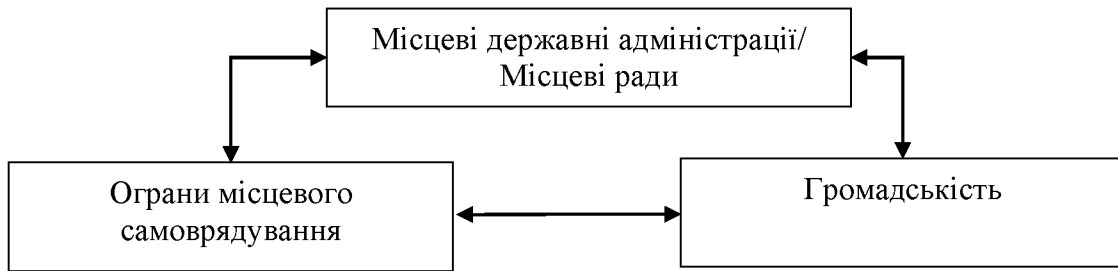 Місцеві державні адміністрації/
Місцеві ради
Ограни місцевого
самоврядування
Громадськість